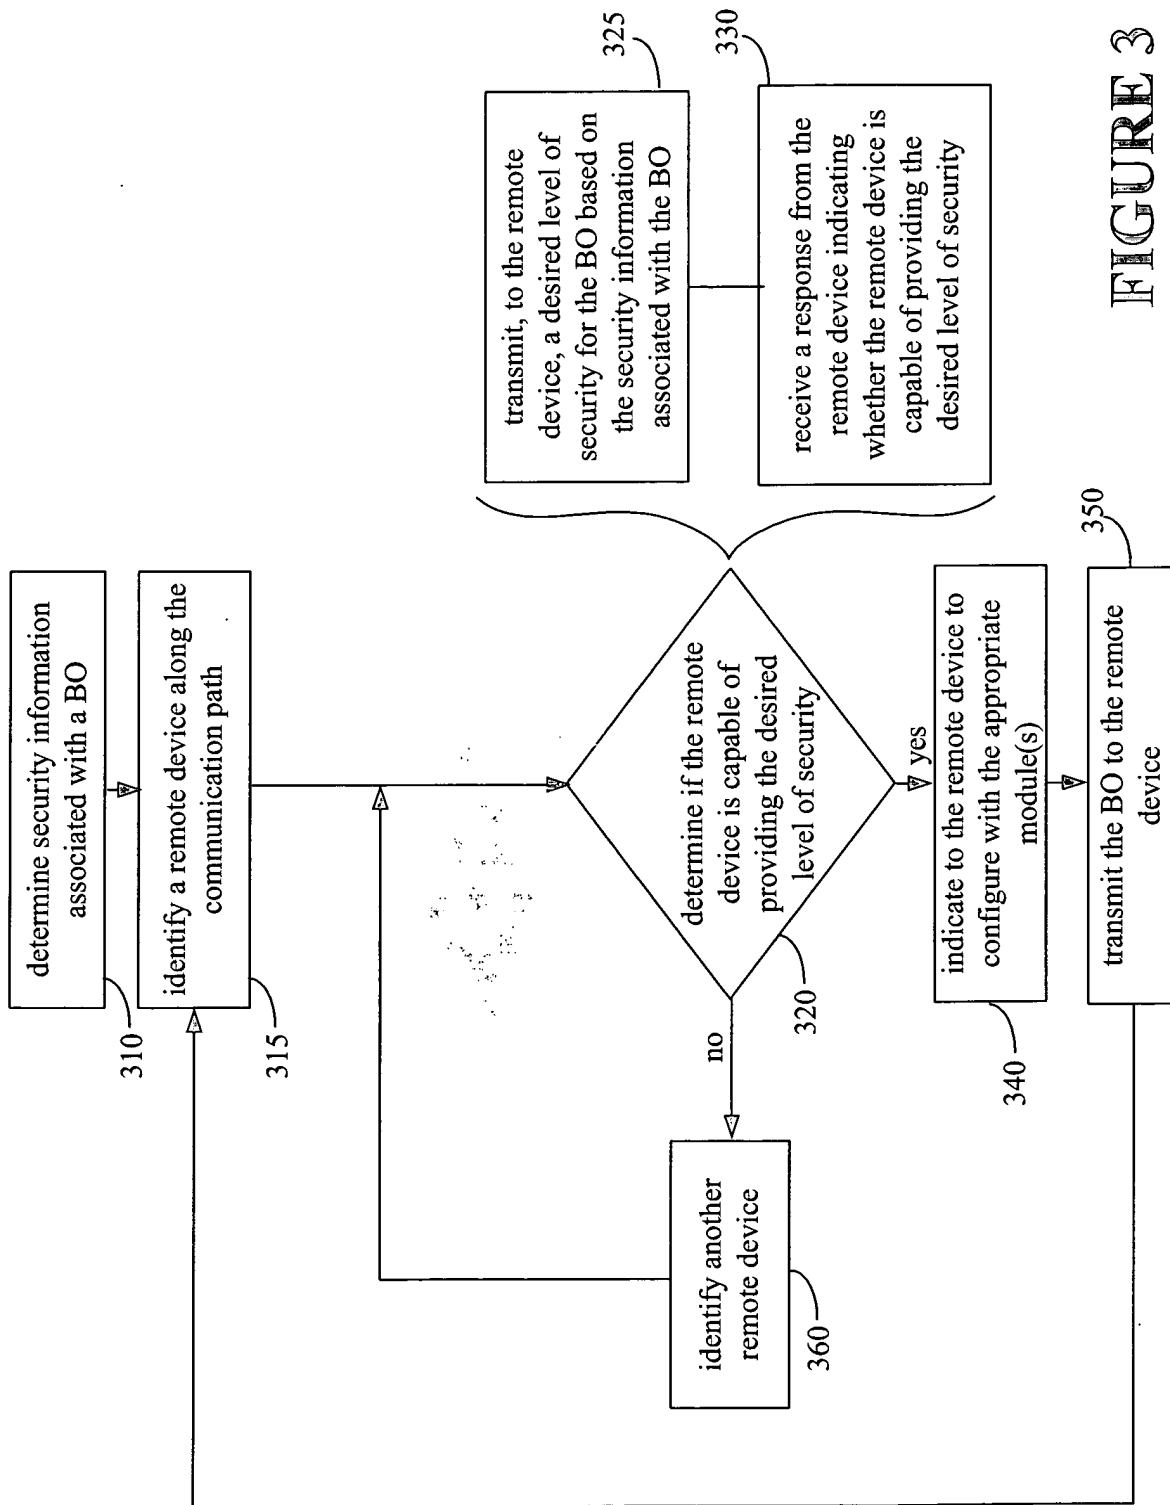 determine security information
associated with a BO
310
identify a remote device along the
communication path
315
determine if the remote
device is capable of
providing the desired
level of security
320
transmit, to the remote
device, a desired level of
security for the BO based on
the security information
associated with the BO
325
receive a response from the
remote device indicating
whether the remote device is
capable of providing the
desired level of security
330
no
identify another
remote device
360
yes
indicate to the remote device to
configure with the appropriate
module(s)
340
transmit the BO to the remote
device
350
FIGURE 3